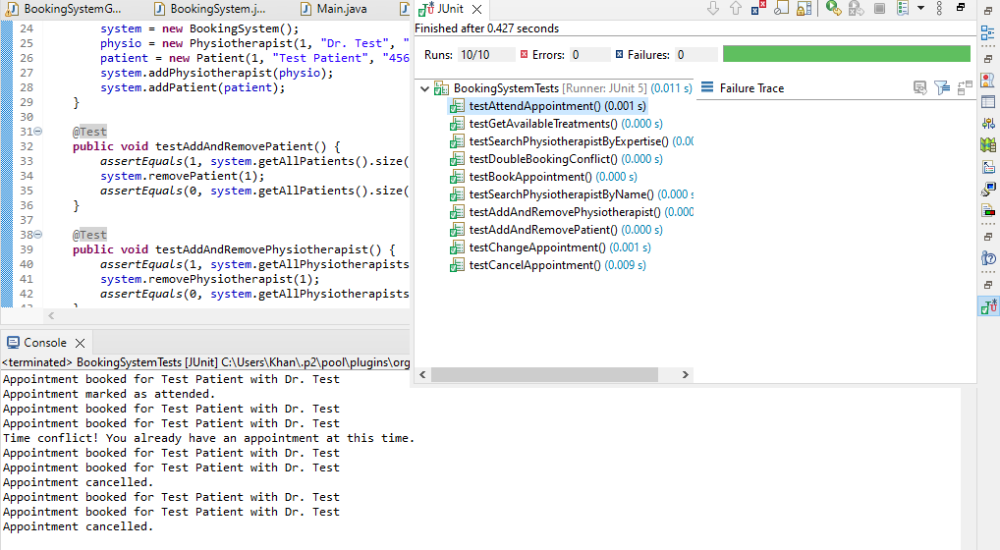 BookingSystemG...
BookingSystem.j...
Main.java
24 system = new BookingSystem();
25 physio = new Physiotherapist(1, "Dr. Test", "
26 patient = new Patient(1, "Test Patient", "456
27 system.addPhysiotherapist(physio);
28 system.addPatient(patient);
29 }
30
31 @Test
32 public void testAddAndRemovePatient() {
33 assertEquals(1, system.getAllPatients().size(
34 system.removePatient(1);
35 assertEquals(0, system.getAllPatients().size(
36 }
37
38 @Test
39 public void testAddAndRemovePhysiotherapist() {
40 assertEquals(1, system.getAllPhysiotherapists
41 system.removePhysiotherapist(1);
42 assertEquals(0, system.getAllPhysiotherapists
JUnit
Finished after 0.427 seconds
Runs: 10/10 Errors: 0 Failures: 0
BookingSystemTests [Runner: JUnit 5] (0.011 s)
testAttendAppointment() (0.001 s)
testGetAvailableTreatments() (0.000 s)
testSearchPhysiotherapistByExpertise() (0.00
testDoubleBookingConflict() (0.000 s)
testBookAppointment() (0.000 s)
testSearchPhysiotherapistByName() (0.000 s
testAddAndRemovePhysiotherapist() (0.000
testAddAndRemovePatient() (0.000 s)
testChangeAppointment() (0.001 s)
testCancelAppointment() (0.009 s)
Failure Trace
Console
<terminated> BookingSystemTests [JUnit] C:\Users\Khan\.p2\pool\plugins\org
Appointment booked for Test Patient with Dr. Test
Appointment marked as attended.
Appointment booked for Test Patient with Dr. Test
Appointment booked for Test Patient with Dr. Test
Time conflict! You already have an appointment at this time.
Appointment booked for Test Patient with Dr. Test
Appointment booked for Test Patient with Dr. Test
Appointment cancelled.
Appointment booked for Test Patient with Dr. Test
Appointment booked for Test Patient with Dr. Test
Appointment cancelled.